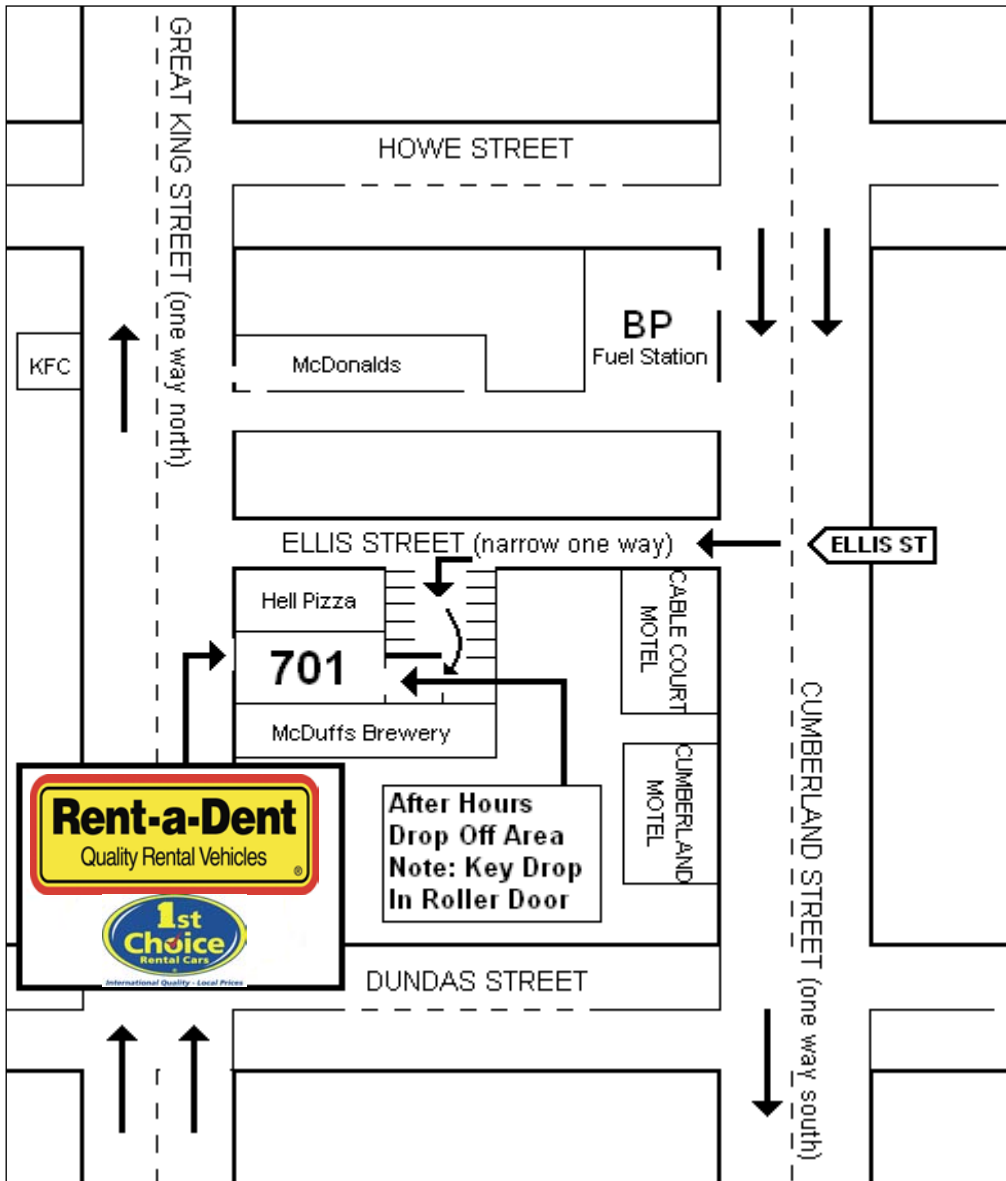 GREAT KING STREET (one way north)
HOWE STREET
BP
Fuel Station
KFC
McDonalds
ELLIS STREET (narrow one way)
ELLIS ST
Hell Pizza
701
McDuffs Brewery
CABLE COURT
MOTEL
CUMBERLAND
MOTEL
CUMBERLAND STREET (one way south)
Rent-a-Dent
Quality Rental Vehicles
®
1st
Choice
Rental Cars
®
International Quality - Local Prices
After Hours
Drop Off Area
Note: Key Drop
In Roller Door
DUNDAS STREET